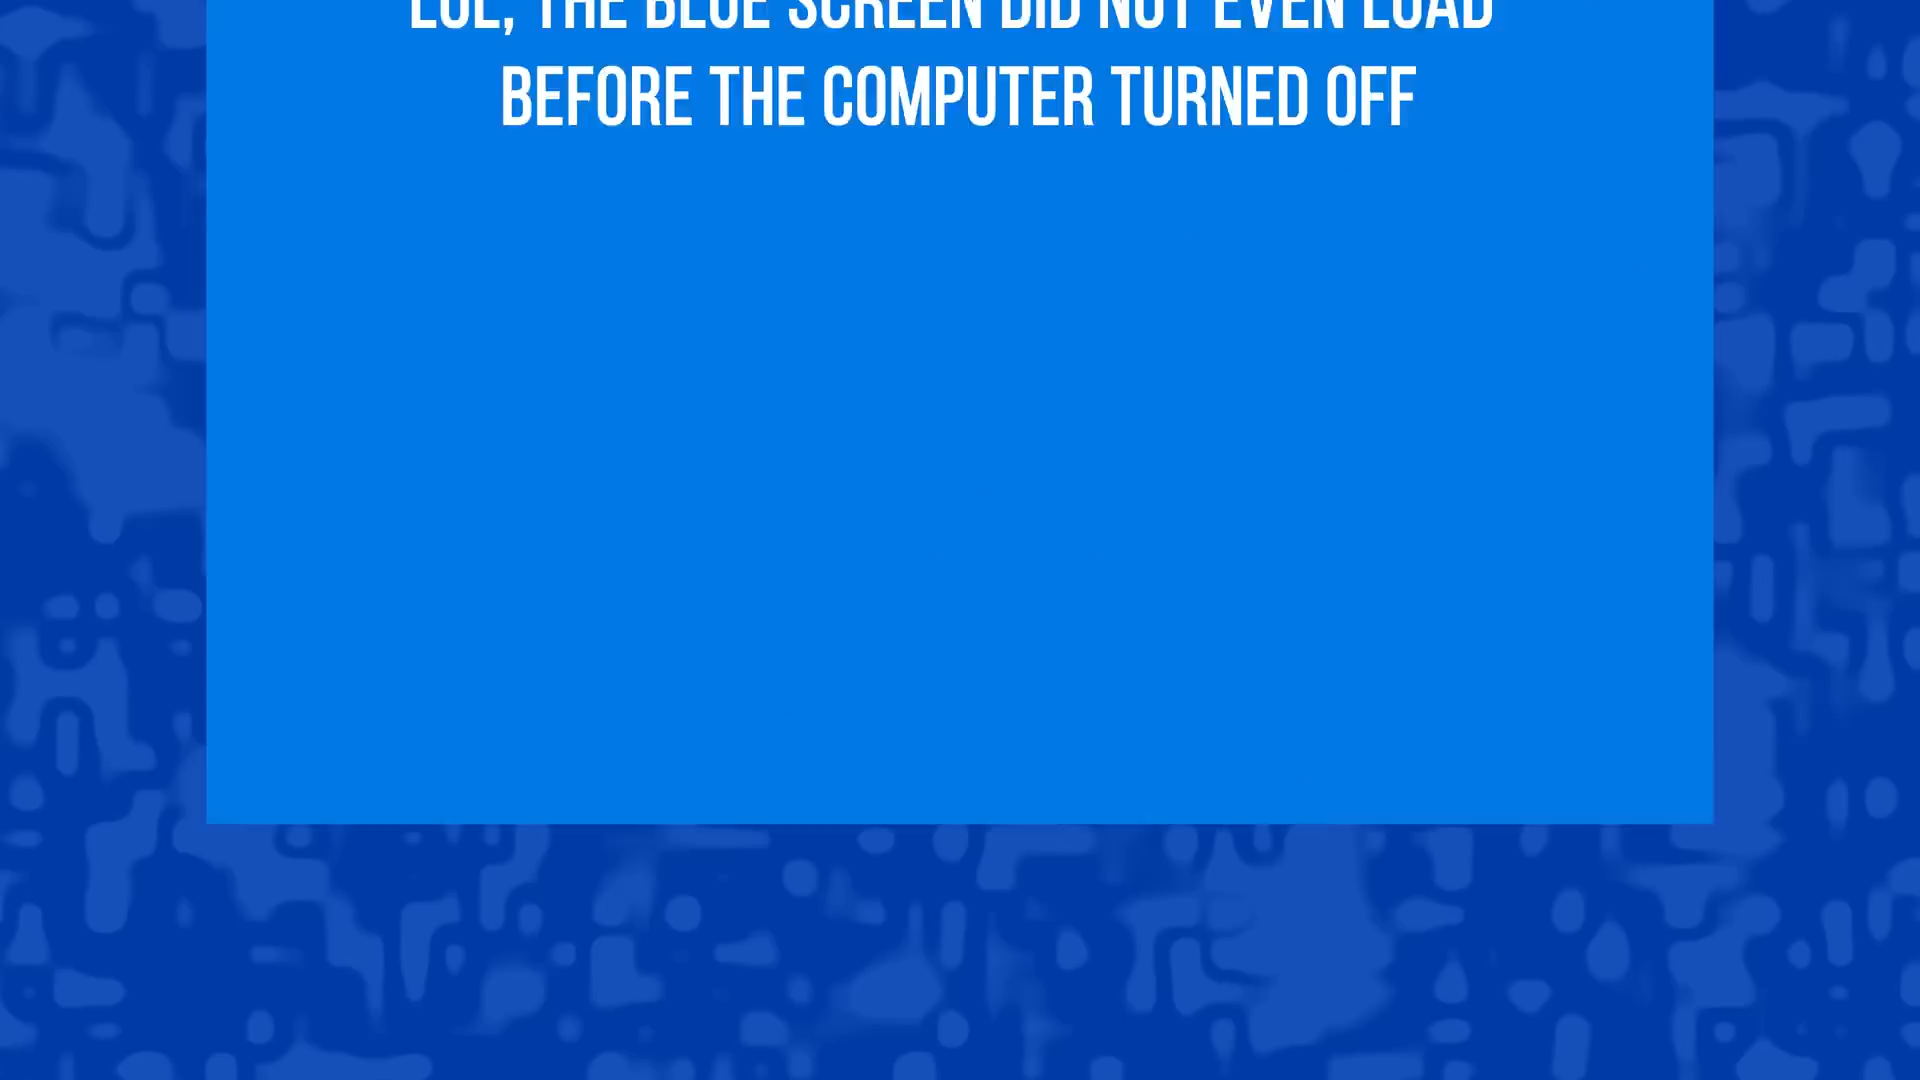 LOL, THE BLUE SCREEN DID NOT EVEN LOAD
BEFORE THE COMPUTER TURNED OFF